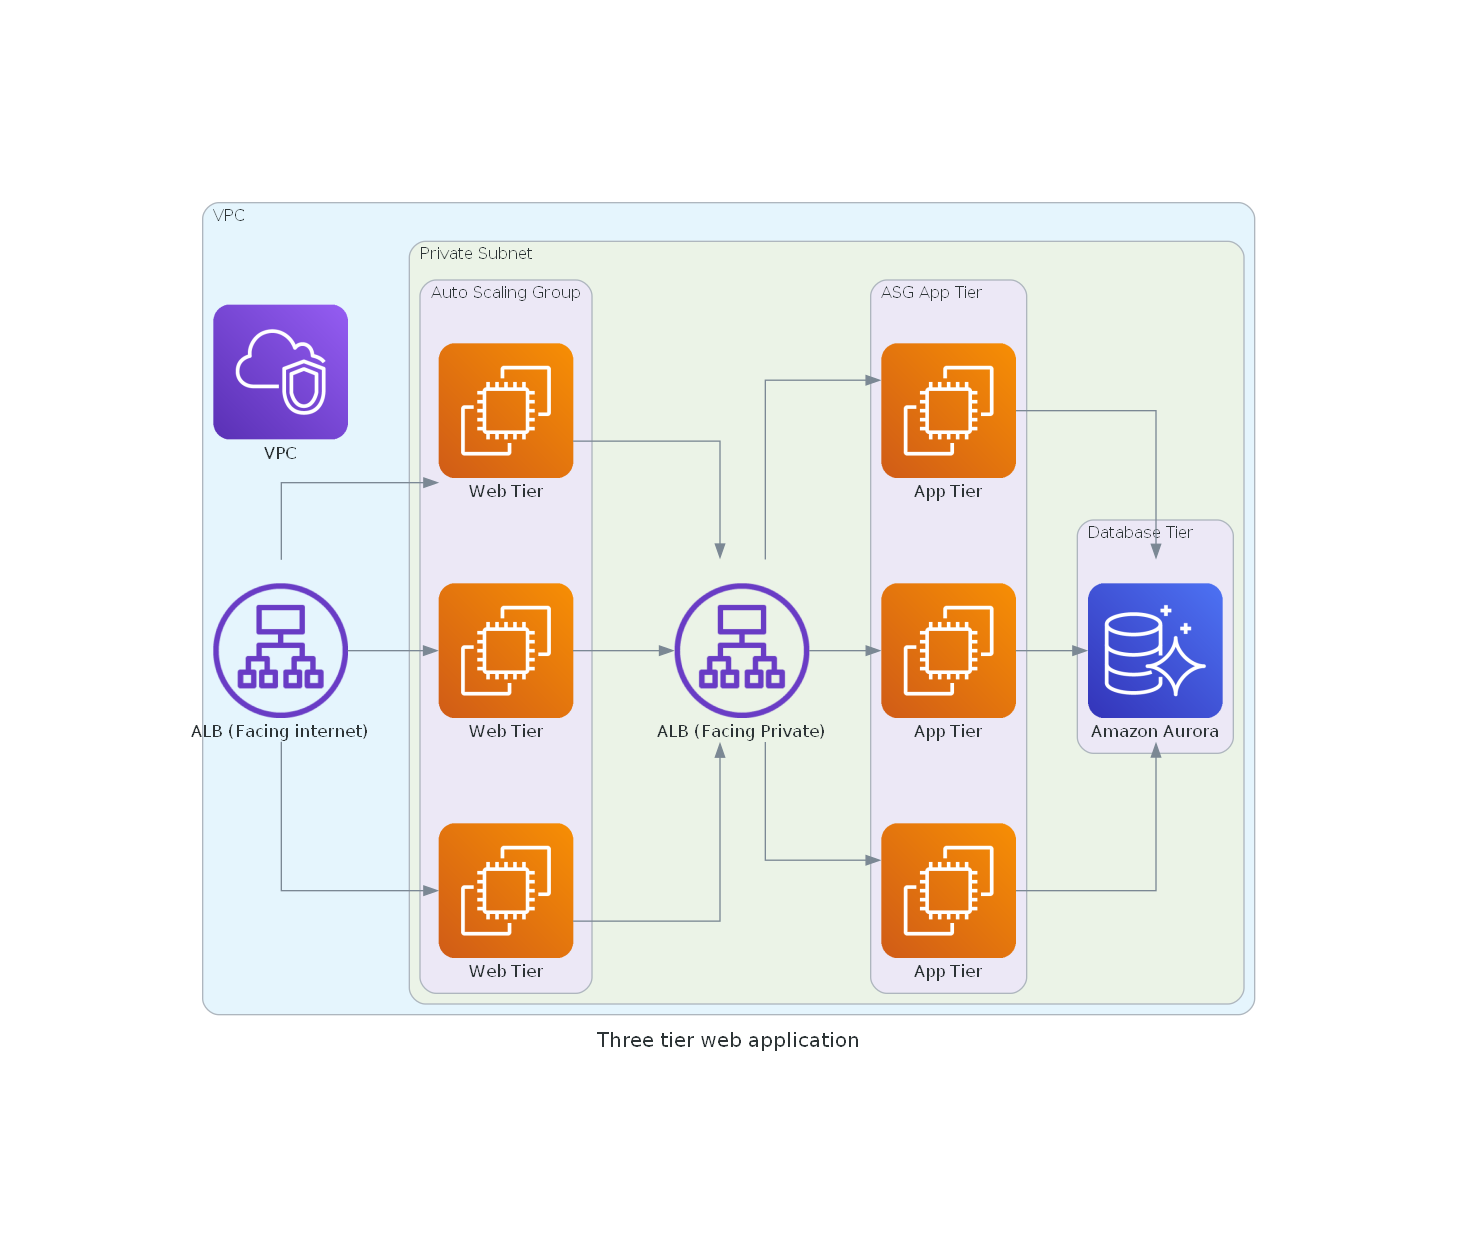 VPC
Private Subnet
Auto Scaling Group
ASG App Tier
VPC
Web Tier
App Tier
Database Tier
ALB (Facing internet)
Web Tier
ALB (Facing Private)
App Tier
Amazon Aurora
Web Tier
App Tier
Three tier web application